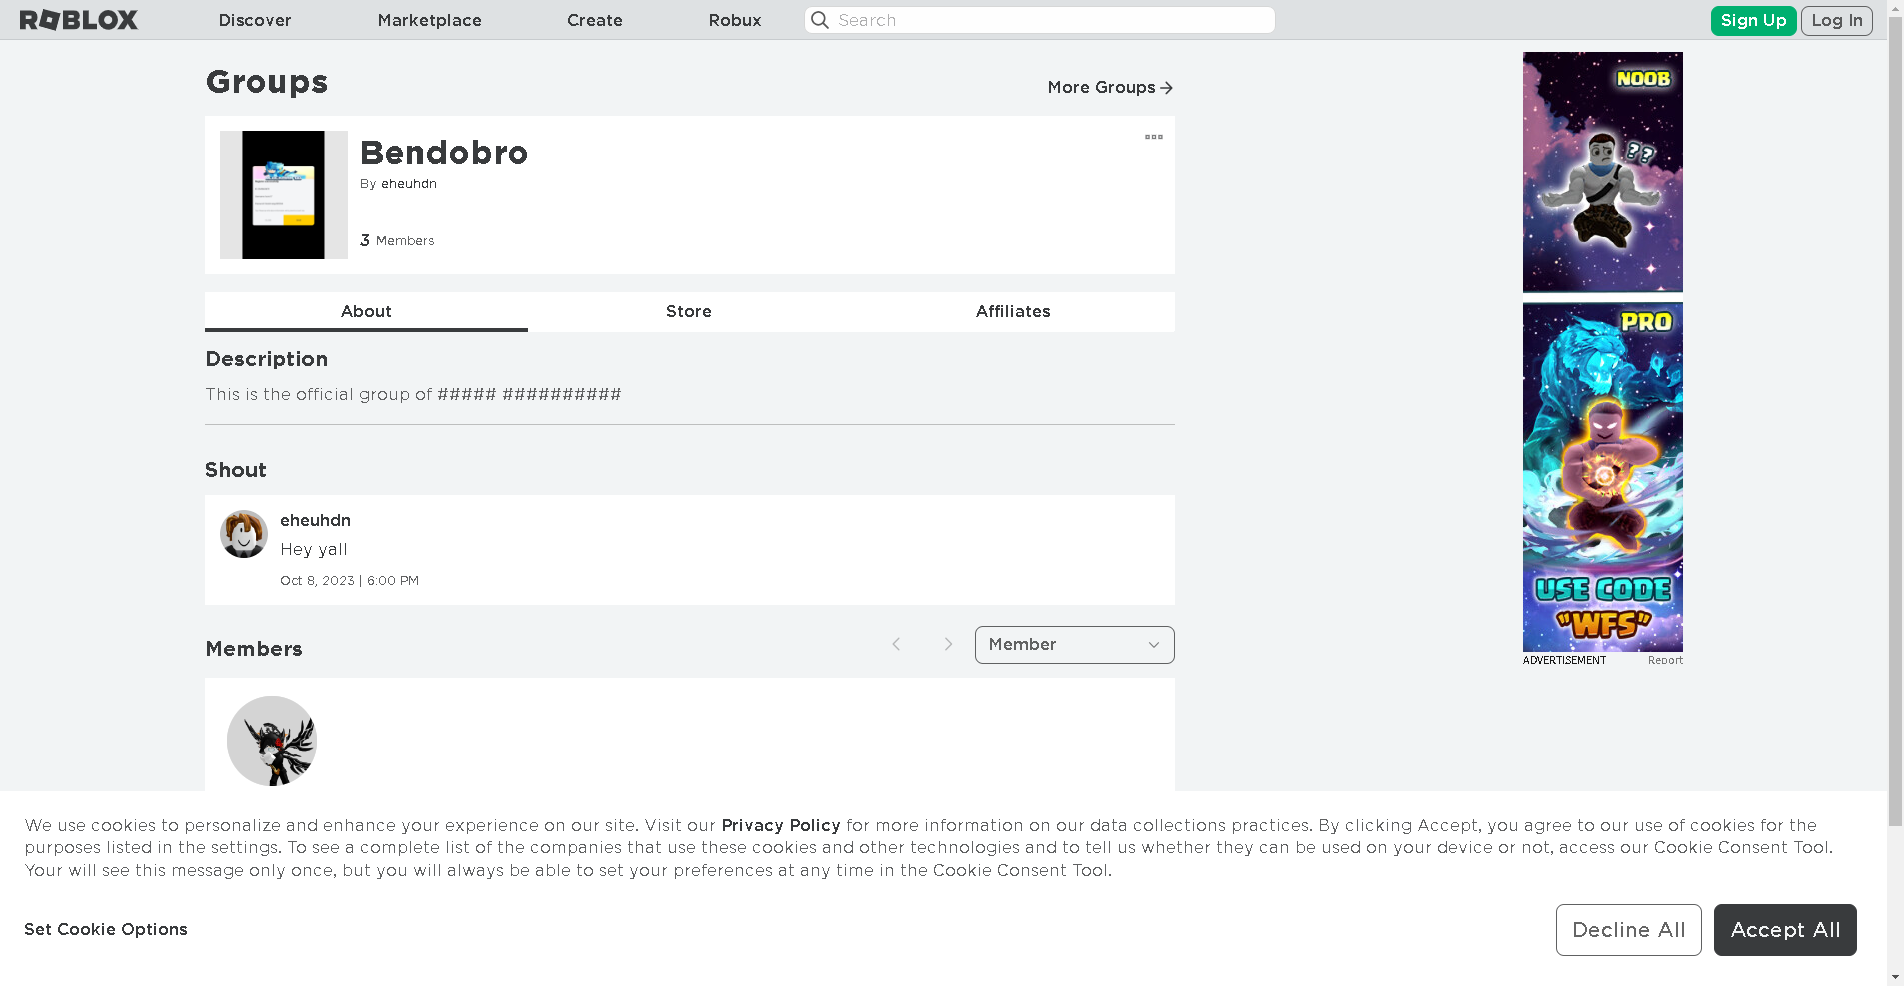 ROBLOX Discover Marketplace Create Robux Search Sign Up Log In
Groups
More Groups
Bendobro
By eheuhdn
3 Members
About Store Affiliates
Description
This is the official group of ##### ##########
Shout
eheuhdn
Hey yall
Oct 8, 2023 | 6:00 PM
Members
Member
NOOB
??
PRO
USE CODE
"WFS"
ADVERTISEMENT Report
We use cookies to personalize and enhance your experience on our site. Visit our Privacy Policy for more information on our data collections practices. By clicking Accept, you agree to our use of cookies for the
purposes listed in the settings. To see a complete list of the companies that use these cookies and other technologies and to tell us whether they can be used on your device or not, access our Cookie Consent Tool.
Your will see this message only once, but you will always be able to set your preferences at any time in the Cookie Consent Tool.
Set Cookie Options
Decline All
Accept All